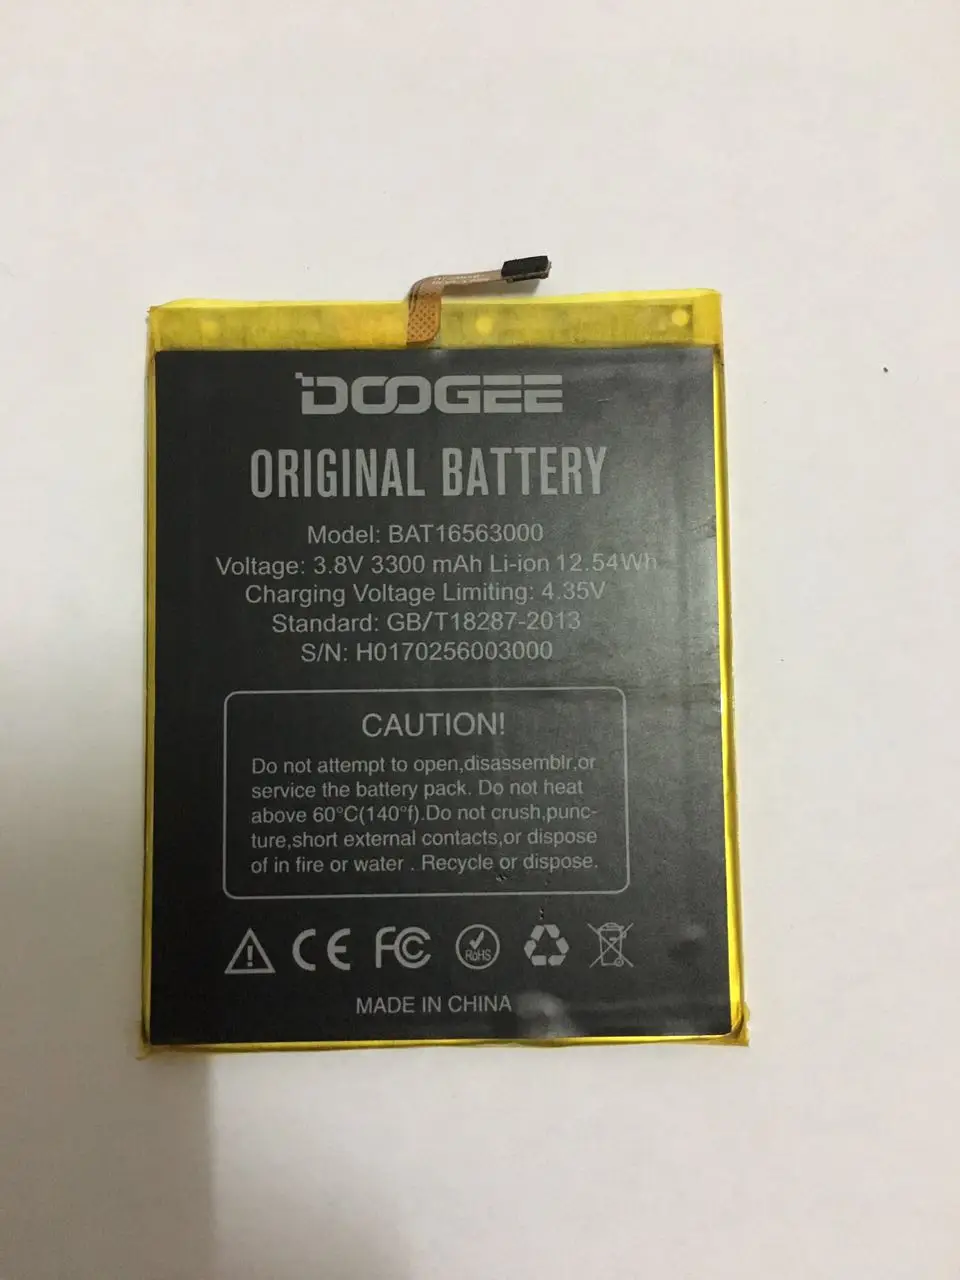 DOOGEE
ORIGINAL BATTERY
Model: BAT16563000
Voltage: 3.8V 3300 mAh Li-ion 12.54Wh
Charging Voltage Limiting: 4.35V
Standard: GB/T18287-2013
S/N: H0170256003000
CAUTION!
Do not attempt to open,disassemblr,or
service the battery pack. Do not heat
above 60°C(140°f).Do not crush,punc-
ture,short external contacts,or dispose
of in fire or water . Recycle or dispose.
CE FC RoHS
MADE IN CHINA